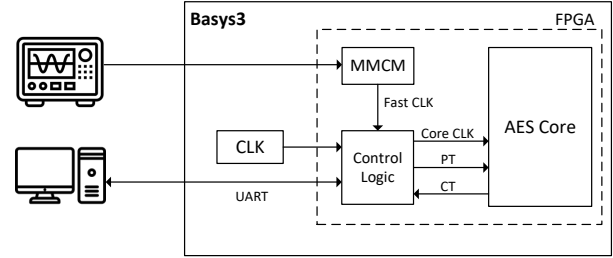 Basys3
FPGA
MMCM
Fast CLK
AES Core
CLK
Control
Logic
Core CLK
PT
CT
UART